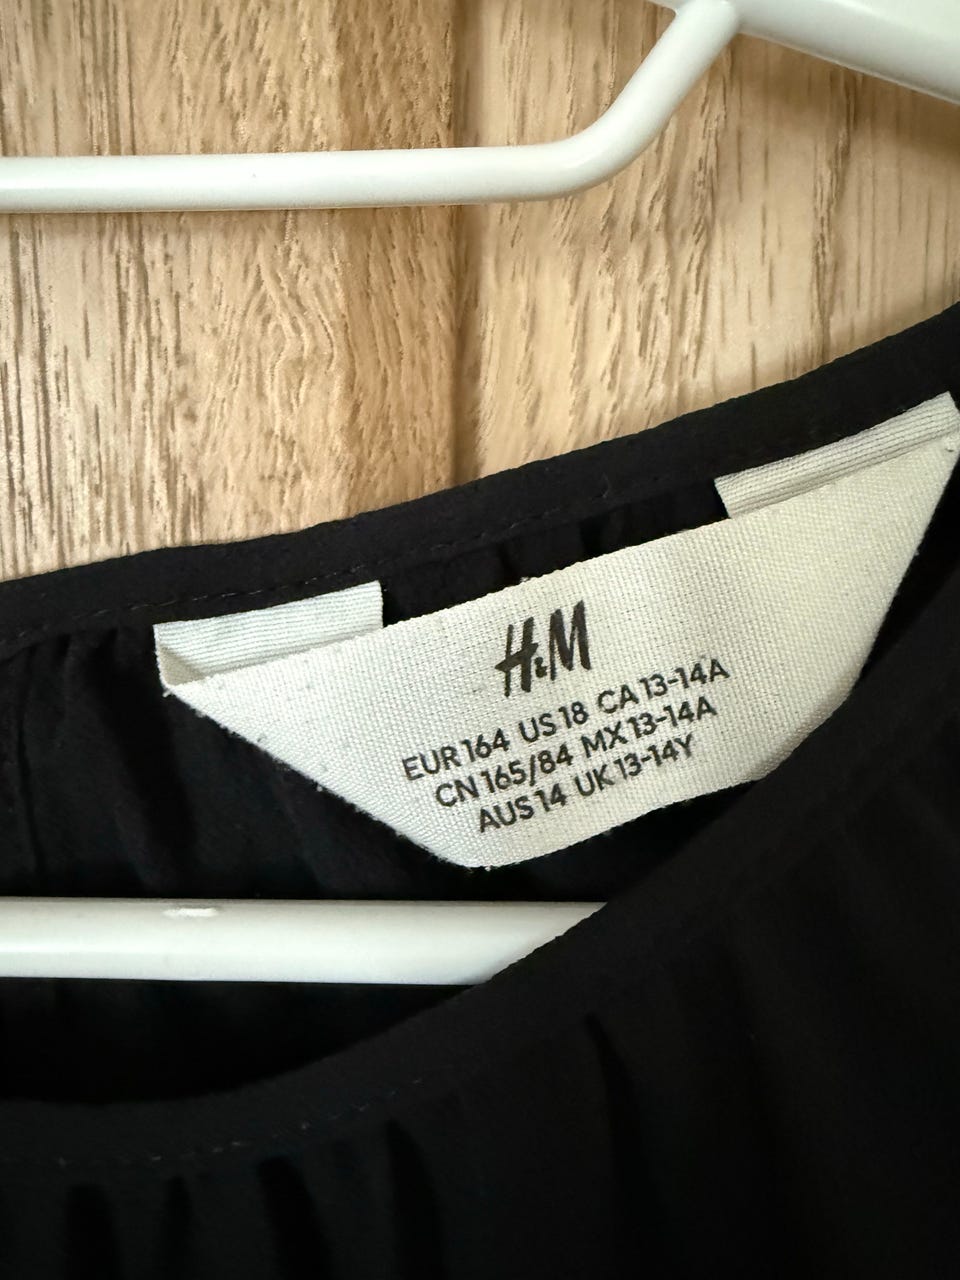 H&M
EUR 164 US 18 CA 13-14A
CN 165/84 MX 13-14A
AUS 14 UK 13-14Y